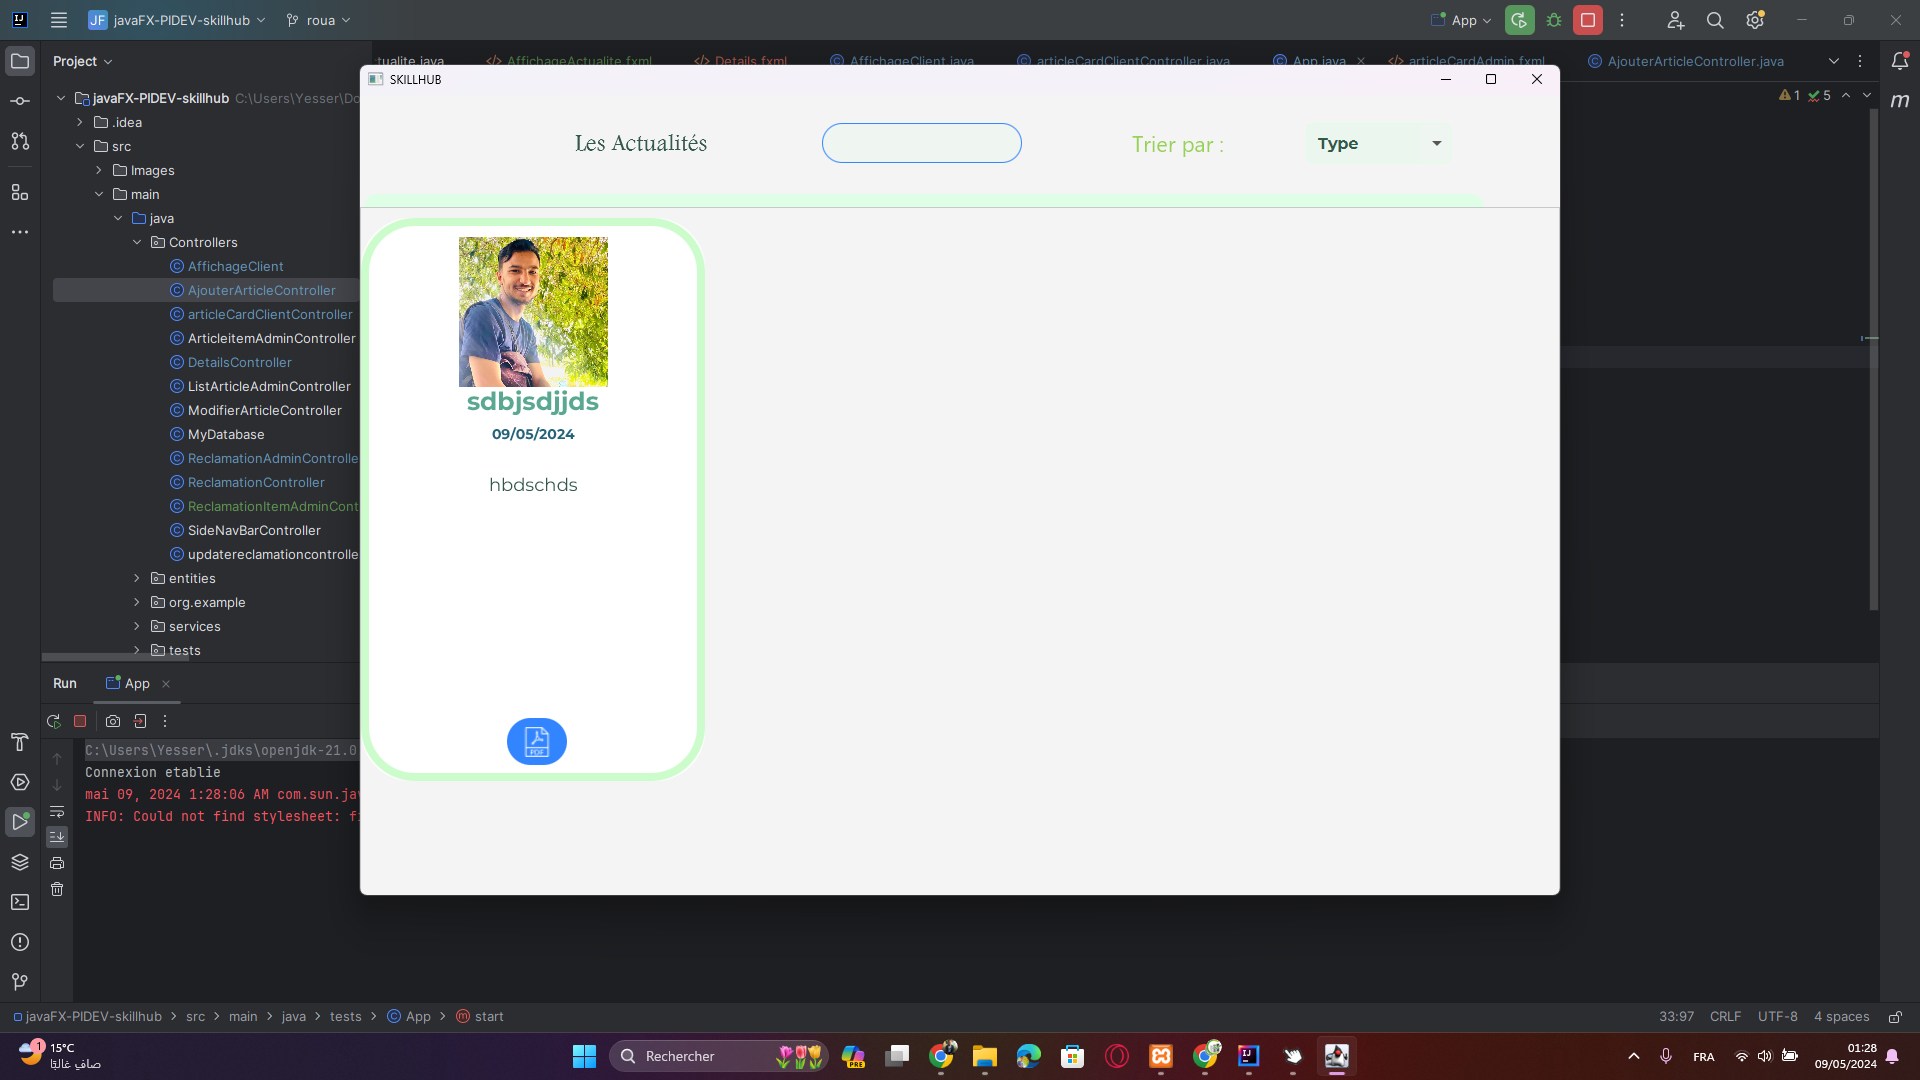 JF javaFX-PIDEV-skillhub roua App
Project
tualite.java AffichageActualite.fxml Details.fxml AffichageClient.java articleCardClientController.java App.java articleCardAdmin.fxml AjouterArticleController.java
1 5
javaFX-PIDEV-skillhub C:\Users\Yesser\Do
.idea
src
Images
main
java
Controllers
AffichageClient
AjouterArticleController
articleCardClientController
ArticleitemAdminController
DetailsController
ListArticleAdminController
ModifierArticleController
MyDatabase
ReclamationAdminControlle
ReclamationController
ReclamationItemAdminCont
SideNavBarController
updatereclamationcontrolle
entities
org.example
services
tests
SKILLHUB
Les Actualités
Trier par :
Type
sdbjsdjjds
09/05/2024
hbdschds
PDF
Run App
C:\Users\Yesser\.jdks\openjdk-21.0
Connexion etablie
mai 09, 2024 1:28:06 AM com.sun.jav
INFO: Could not find stylesheet: fi
javaFX-PIDEV-skillhub > src > main > java > tests > App > start
33:97 CRLF UTF-8 4 spaces
1
15°C
صافٍ غالبًا
Rechercher
PRE
FRA
01:28
09/05/2024